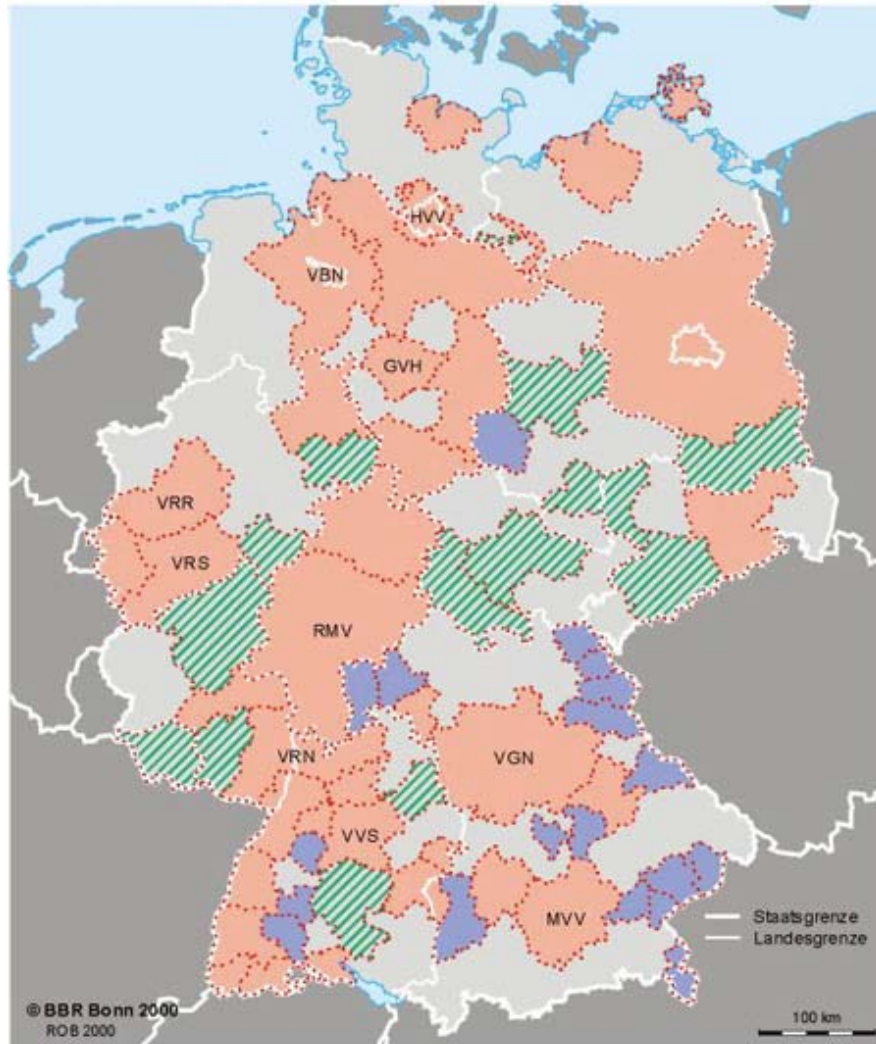 HVV
VBN
GVH
VRR
VRS
RMV
VRN
VGN
VVS
MVV
Staatsgrenze
Landesgrenze
© BBR Bonn 2000
ROB 2000
100 km